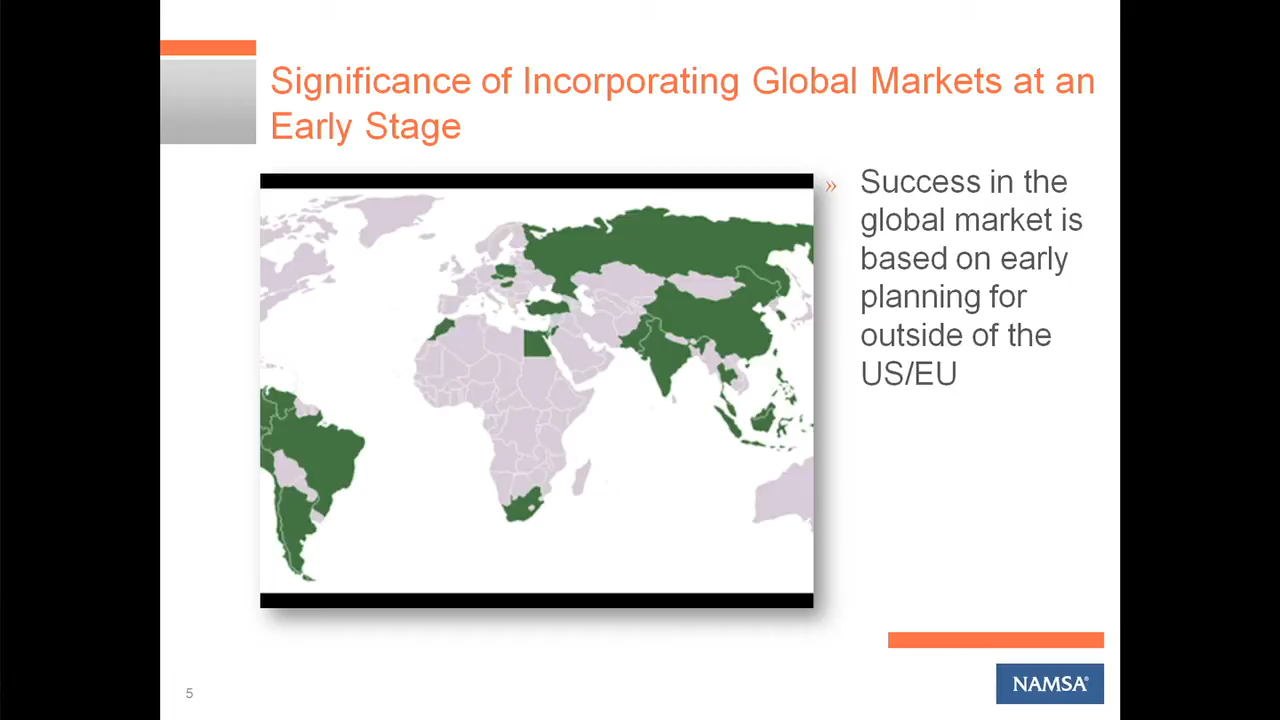 Significance of Incorporating Global Markets at an
Early Stage
» Success in the
global market is
based on early
planning for
outside of the
US/EU
5
NAMSA®